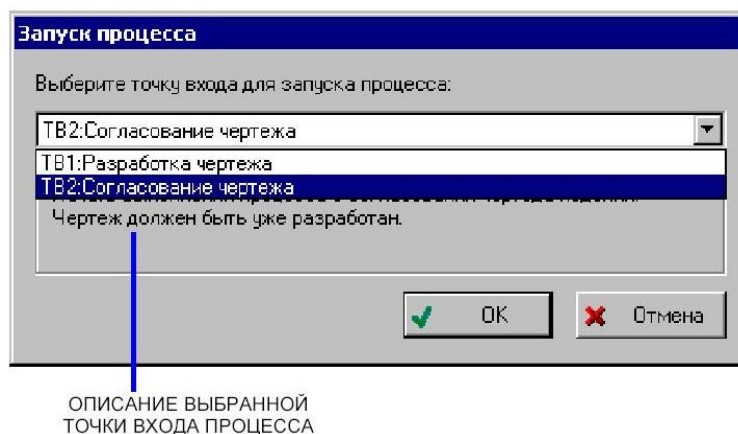 Запуск процесса
Выберите точку входа для запуска процесса:
ТВ2:Согласование чертежа
ТВ1:Разработка чертежа
ТВ2:Согласование чертежа
Чертеж должен быть уже разработан.
OK
Отмена
ОПИСАНИЕ ВЫБРАННОЙ
ТОЧКИ ВХОДА ПРОЦЕССА